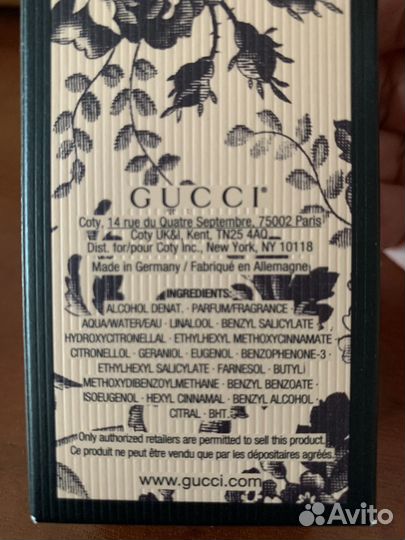 GUCCI
Coty, 14 rue du Quatre Septembre, 75002 Paris
Coty UK&I, Kent, TN25 4AQ
Dist. for/pour Coty Inc., New York, NY 10118
Made in Germany / Fabriqué en Allemagne
INGREDIENTS:
ALCOHOL DENAT. • PARFUM/FRAGRANCE •
AQUA/WATER/EAU • LINALOOL • BENZYL SALICYLATE •
HYDROXYCITRONELLAL • ETHYLHEXYL METHOXYCINNAMATE
CITRONELLOL • GERANIOL • EUGENOL • BENZOPHENONE-3 •
ETHYLHEXYL SALICYLATE • FARNESOL • BUTYL
METHOXYDIBENZOYLMETHANE • BENZYL BENZOATE •
ISOEUGENOL • HEXYL CINNAMAL • BENZYL ALCOHOL •
CITRAL • BHT.
Only authorized retailers are permitted to sell this product.
Ce produit ne peut être vendu que par les dépositaires agréés.
www.gucci.com
Avito